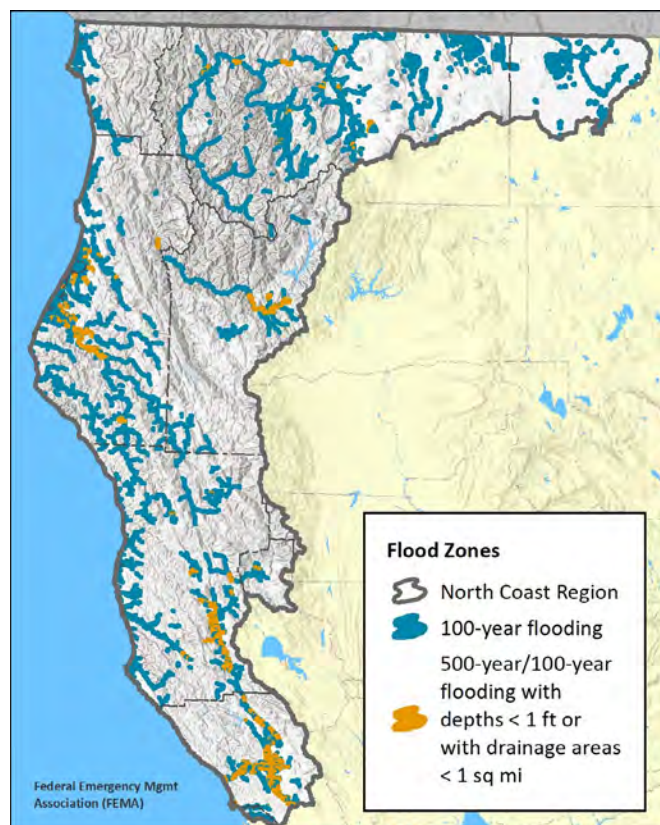 Flood Zones
North Coast Region
100-year flooding
500-year/100-year
flooding with
depths < 1 ft or
with drainage areas
< 1 sq mi
Federal Emergency Mgmt
Association (FEMA)